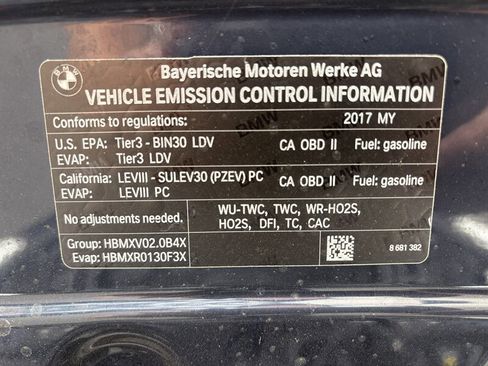 BMW
Bayerische Motoren Werke AG
VEHICLE EMISSION CONTROL INFORMATION
Conforms to regulations: 2017 MY
U.S. EPA: Tier3 - BIN30 LDV CA OBD II Fuel: gasoline
EVAP: Tier3 LDV
California: LEVIII - SULEV30 (PZEV) PC CA OBD II Fuel: gasoline
EVAP: LEVIII PC
No adjustments needed. WU-TWC, TWC, WR-HO2S,
HO2S, DFI, TC, CAC
Group: HBMXV02.0B4X
Evap: HBMXR0130F3X
8 681 382